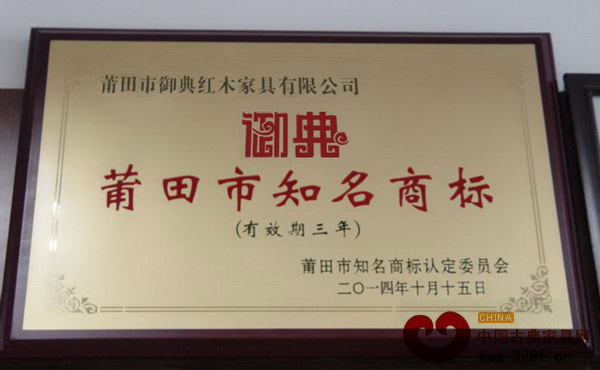 莆田市御典红木家具有限公司
御典
莆田市知名商标
(有效期三年)
莆田市知名商标认定委员会
二〇一四年十月十五日
CHINA
中国古典家具网
www.328f.cn